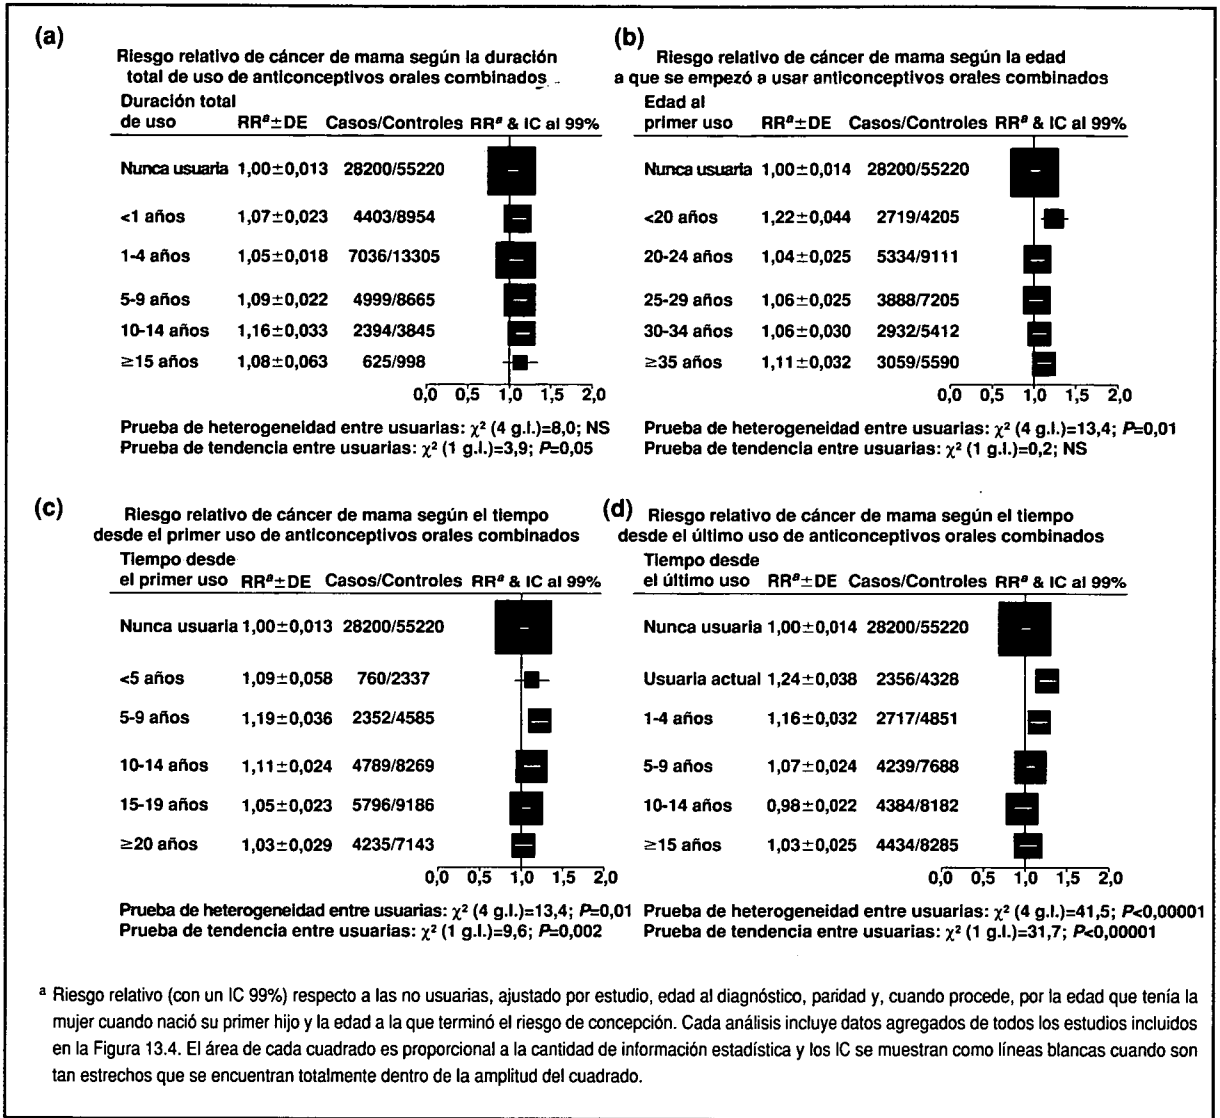 (a)
Riesgo relativo de cáncer de mama según la duración
total de uso de anticonceptivos orales combinados
Duración total
de uso RRª±DE Casos/Controles RRª & IC al 99%
Nunca usuaria 1,00±0,013 28200/55220
<1 años 1,07±0,023 4403/8954
1-4 años 1,05±0,018 7036/13305
5-9 años 1,09±0,022 4999/8665
10-14 años 1,16±0,033 2394/3845
≥15 años 1,08±0,063 625/998
0,0 0,5 1,0 1,5 2,0
Prueba de heterogeneidad entre usuarias: χ² (4 g.l.)=8,0; NS
Prueba de tendencia entre usuarias: χ² (1 g.l.)=3,9; P=0,05
(b)
Riesgo relativo de cáncer de mama según la edad
a que se empezó a usar anticonceptivos orales combinados
Edad al
primer uso RRª±DE Casos/Controles RRª & IC al 99%
Nunca usuaria 1,00±0,014 28200/55220
<20 años 1,22±0,044 2719/4205
20-24 años 1,04±0,025 5334/9111
25-29 años 1,06±0,025 3888/7205
30-34 años 1,06±0,030 2932/5412
≥35 años 1,11±0,032 3059/5590
0,0 0,5 1,0 1,5 2,0
Prueba de heterogeneidad entre usuarias: χ² (4 g.l.)=13,4; P=0,01
Prueba de tendencia entre usuarias: χ² (1 g.l.)=0,2; NS
(c)
Riesgo relativo de cáncer de mama según el tiempo
desde el primer uso de anticonceptivos orales combinados
Tiempo desde
el primer uso RRª±DE Casos/Controles RRª & IC al 99%
Nunca usuaria 1,00±0,013 28200/55220
<5 años 1,09±0,058 760/2337
5-9 años 1,19±0,036 2352/4585
10-14 años 1,11±0,024 4789/8269
15-19 años 1,05±0,023 5796/9186
≥20 años 1,03±0,029 4235/7143
0,0 0,5 1,0 1,5 2,0
Prueba de heterogeneidad entre usuarias: χ² (4 g.l.)=13,4; P=0,01
Prueba de tendencia entre usuarias: χ² (1 g.l.)=9,6; P=0,002
(d)
Riesgo relativo de cáncer de mama según el tiempo
desde el último uso de anticonceptivos orales combinados
Tiempo desde
el último uso RRª±DE Casos/Controles RRª & IC al 99%
Nunca usuaria 1,00±0,014 28200/55220
Usuaria actual 1,24±0,038 2356/4328
1-4 años 1,16±0,032 2717/4851
5-9 años 1,07±0,024 4239/7688
10-14 años 0,98±0,022 4384/8182
≥15 años 1,03±0,025 4434/8285
0,0 0,5 1,0 1,5 2,0
Prueba de heterogeneidad entre usuarias: χ² (4 g.l.)=41,5; P<0,00001
Prueba de tendencia entre usuarias: χ² (1 g.l.)=31,7; P<0,00001
ª Riesgo relativo (con un IC 99%) respecto a las no usuarias, ajustado por estudio, edad al diagnóstico, paridad y, cuando procede, por la edad que tenía la
mujer cuando nació su primer hijo y la edad a la que terminó el riesgo de concepción. Cada análisis incluye datos agregados de todos los estudios incluidos
en la Figura 13.4. El área de cada cuadrado es proporcional a la cantidad de información estadística y los IC se muestran como líneas blancas cuando son
tan estrechos que se encuentran totalmente dentro de la amplitud del cuadrado.